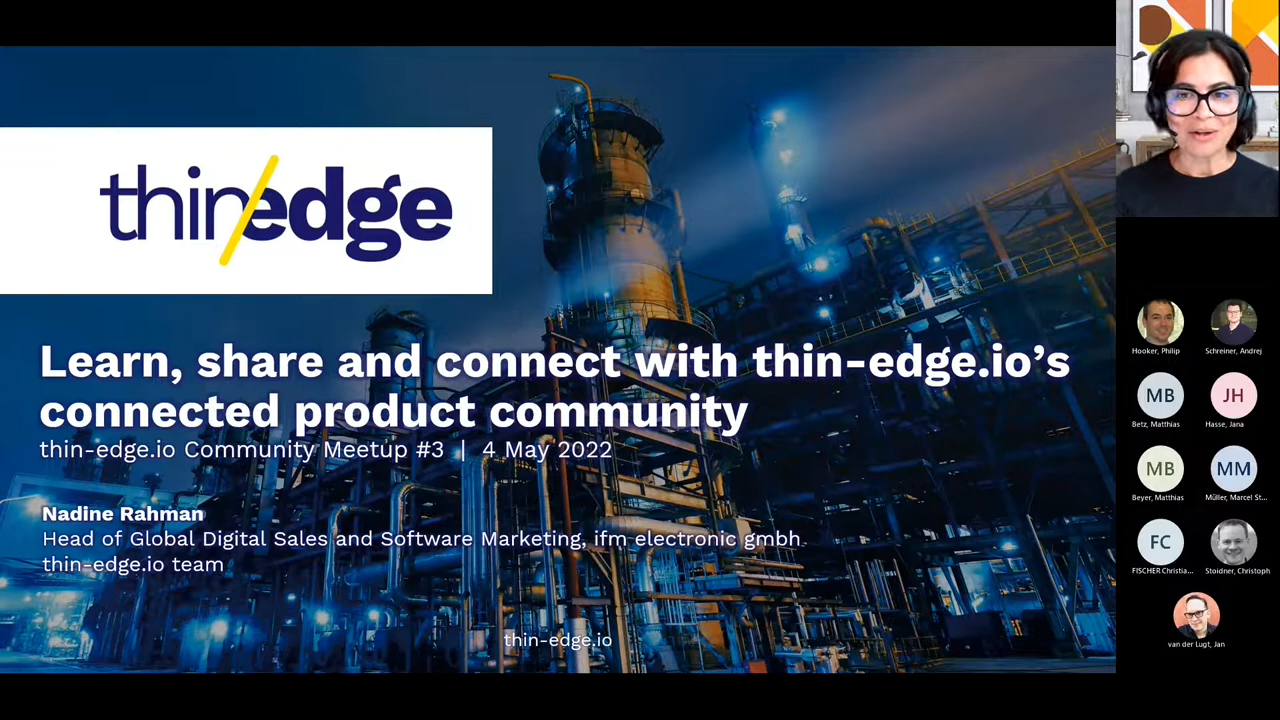 thin/edge
Learn, share and connect with thin-edge.io’s
connected product community
thin-edge.io Community Meetup #3 | 4 May 2022
Nadine Rahman
Head of Global Digital Sales and Software Marketing, ifm electronic gmbh
thin-edge.io team
thin-edge.io
Hooker, Philip
Schreiner, Andrej
MB
JH
Betz, Matthias
Hasse, Jana
MB
MM
Beyer, Matthias
Müller, Marcel St...
FC
FISCHER Christia...
Stoidner, Christoph
van der Lugt, Jan